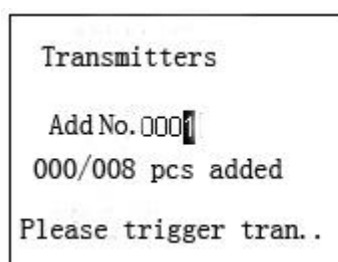 Transmitters
Add No. 0001
000/008 pcs added
Please trigger tran..